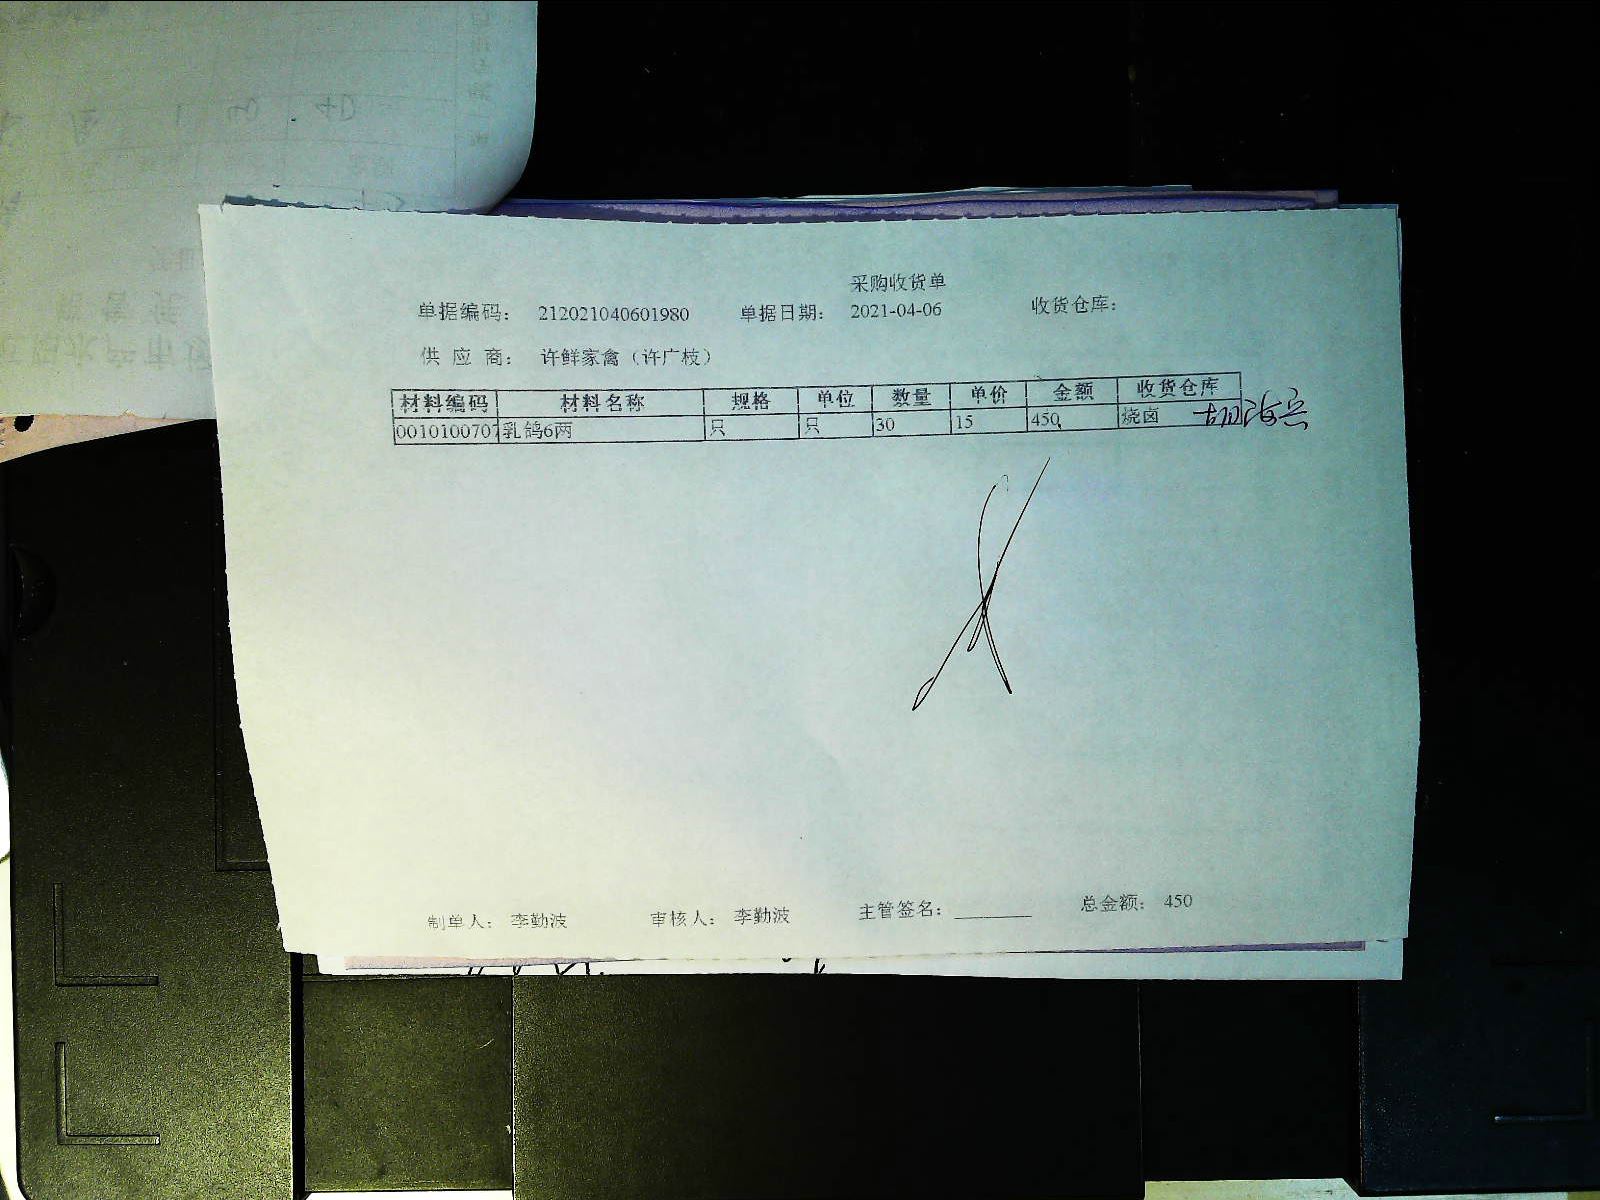 采购收货单
单据编码: 212021040601980 单据日期: 2021-04-06 收货仓库:
供应商: 许鲜家禽（许广枝）
材料编码 材料名称 规格 单位 数量 单价 金额 收货仓库
0010100707 乳鸽6两 只 只 30 15 450 烧卤
制单人: 李勤波 审核人: 李勤波 主管签名: 总金额: 450